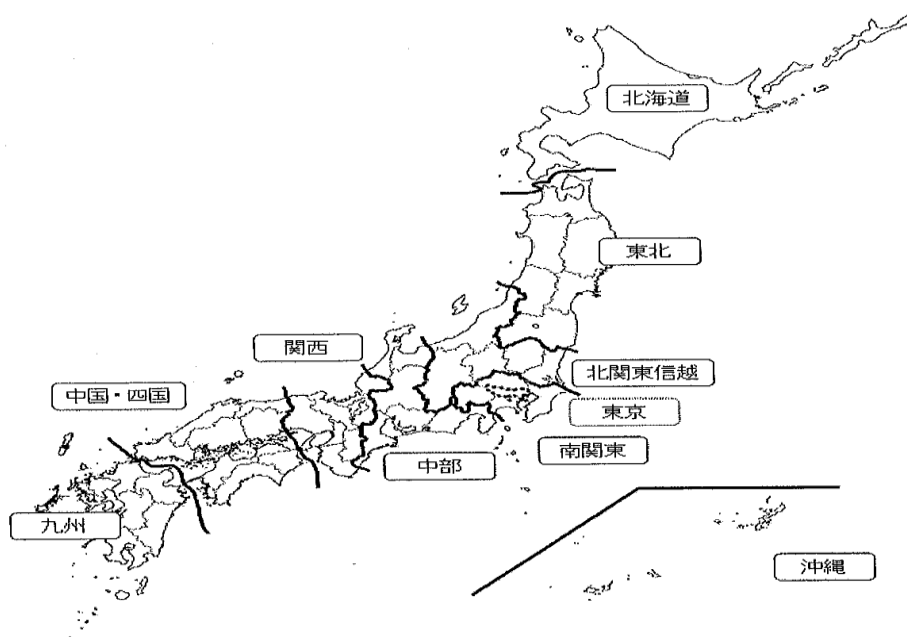 北海道
東北
関西
北関東信越
中国・四国
東京
南関東
中部
九州
沖縄